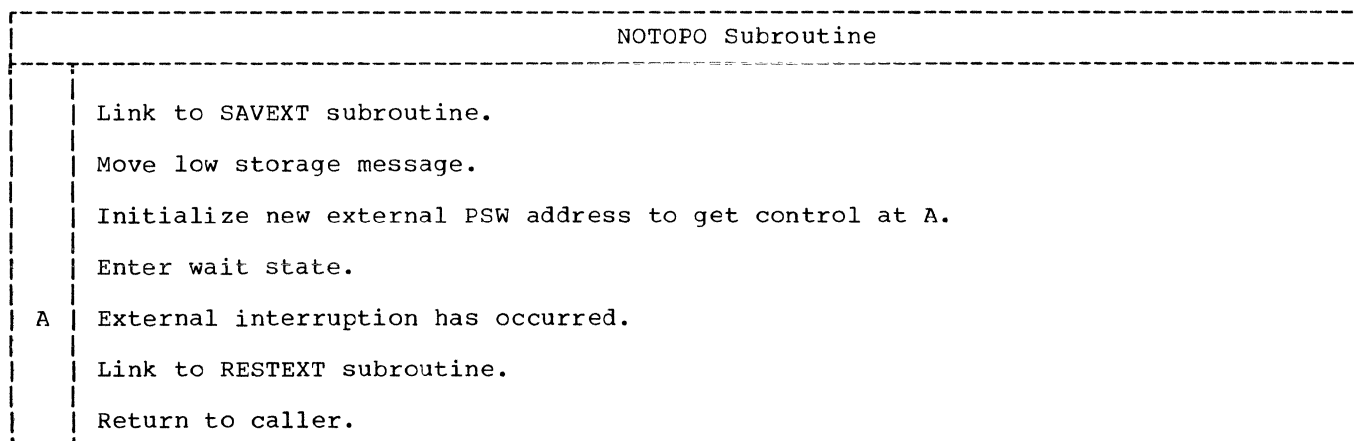 NOTOPO Subroutine
Link to SAVEXT subroutine.
Move low storage message.
Initialize new external PSW address to get control at A.
Enter wait state.
A External interruption has occurred.
Link to RESTEXT subroutine.
Return to caller.